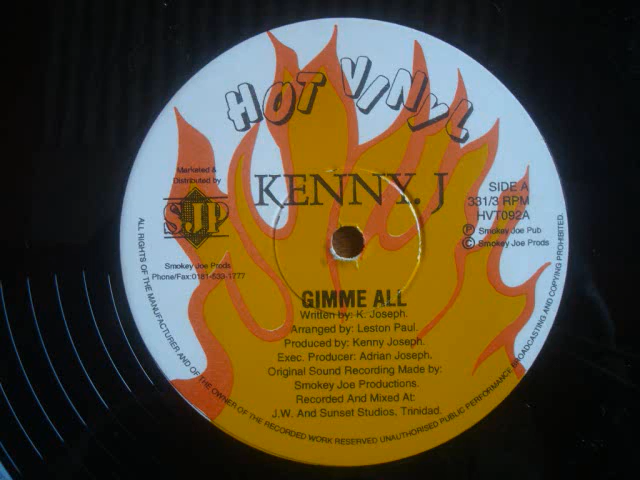 HOT VINYL
Marketed &
Distributed by
SJP
Smokey Joe Prods
Phone/Fax:0181-539-1777
KENNY. J
SIDE A
331/3 RPM
HVT092A
Ⓟ Smokey Joe Pub
© Smokey Joe Prods
GIMME ALL
Written by: K. Joseph.
Arranged by: Leston Paul.
Produced by: Kenny Joseph.
Exec. Producer: Adrian Joseph.
Original Sound Recording Made by:
Smokey Joe Productions.
Recorded And Mixed At:
J.W. And Sunset Studios, Trinidad.
ALL RIGHTS OF THE MANUFACTURER AND OF THE OWNER OF THE RECORDED WORK RESERVED UNAUTHORISED PUBLIC PERFORMANCE BROADCASTING AND COPYING PROHIBITED.